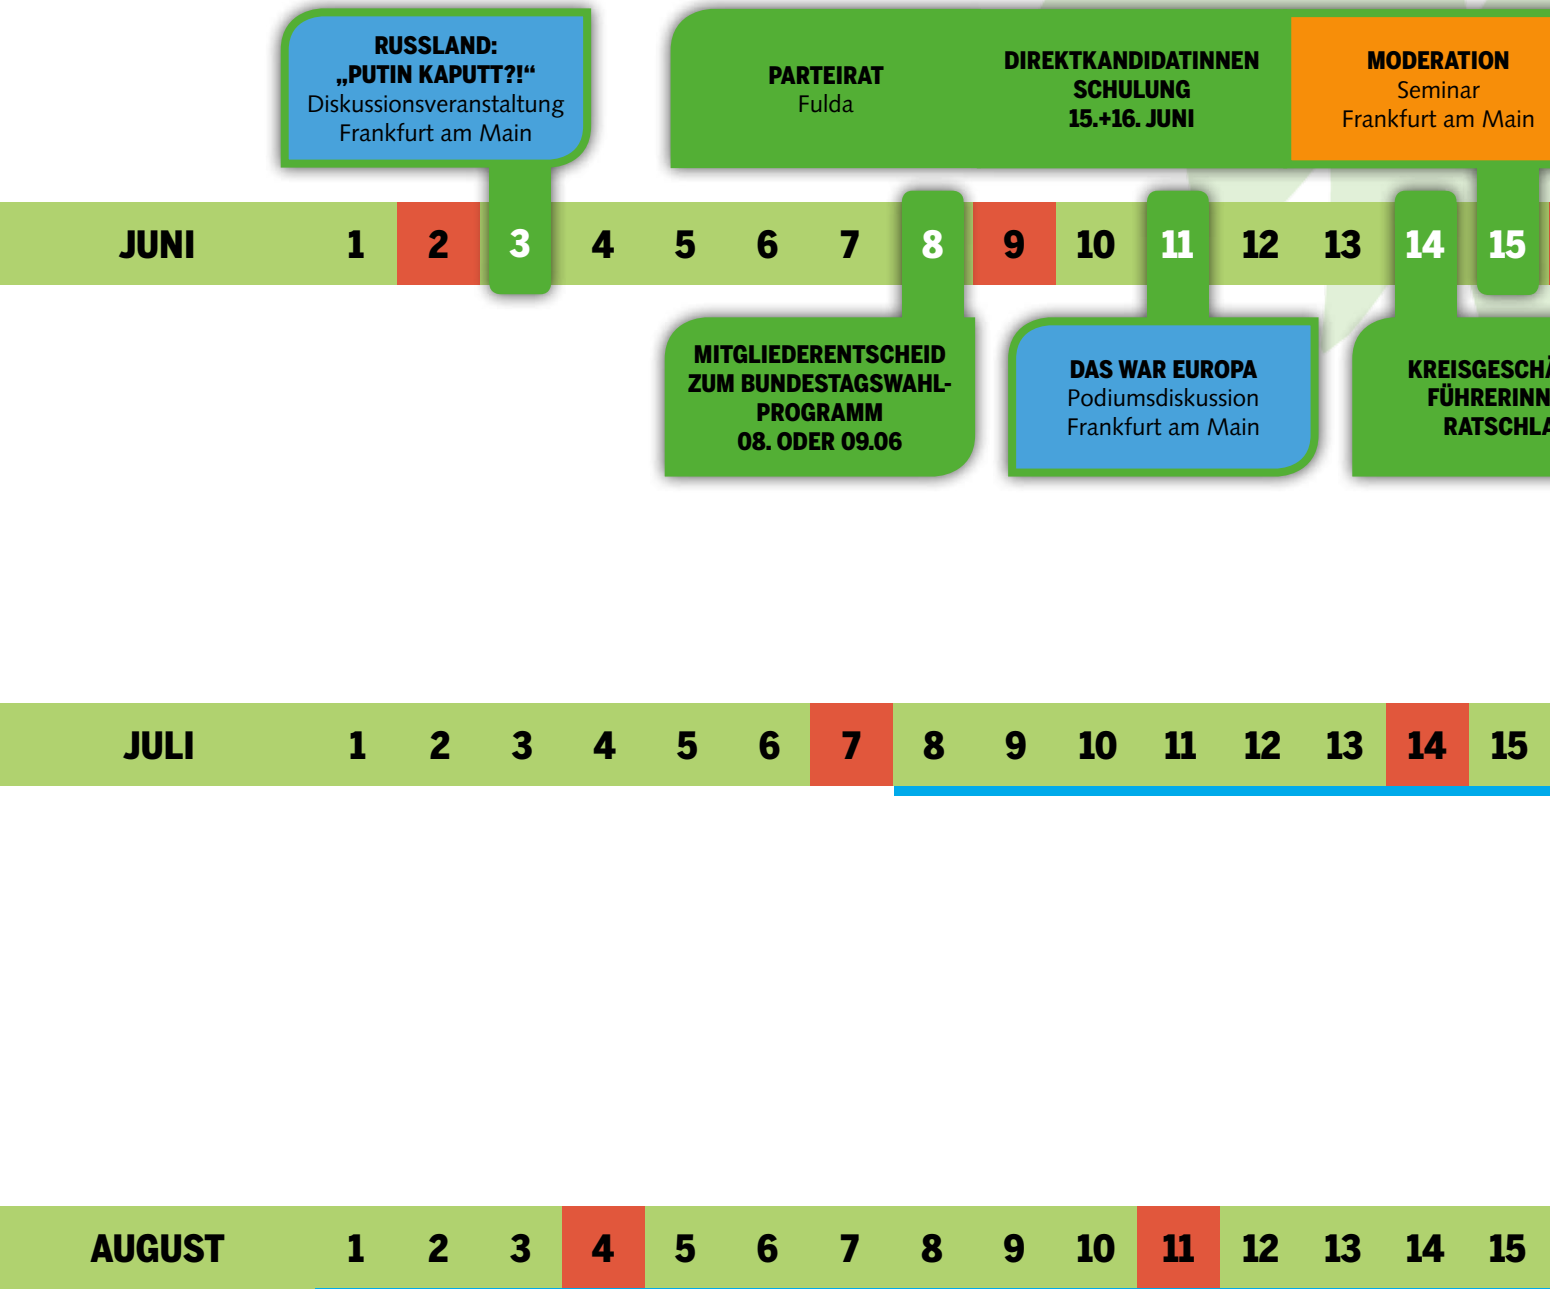 RUSSLAND:
„PUTIN KAPUTT?!“
Diskussionsveranstaltung
Frankfurt am Main
PARTEIRAT
Fulda
DIREKTKANDIDATINNEN
SCHULUNG
15.+16. JUNI
MODERATION
Seminar
Frankfurt am Main
JUNI 1 2 3 4 5 6 7 8 9 10 11 12 13 14 15
MITGLIEDERENTSCHEID
ZUM BUNDESTAGSWAHL-
PROGRAMM
08. ODER 09.06
DAS WAR EUROPA
Podiumsdiskussion
Frankfurt am Main
KREISGESCHÄ
FÜHRERINN
RATSCHLA
JULI 1 2 3 4 5 6 7 8 9 10 11 12 13 14 15
AUGUST 1 2 3 4 5 6 7 8 9 10 11 12 13 14 15